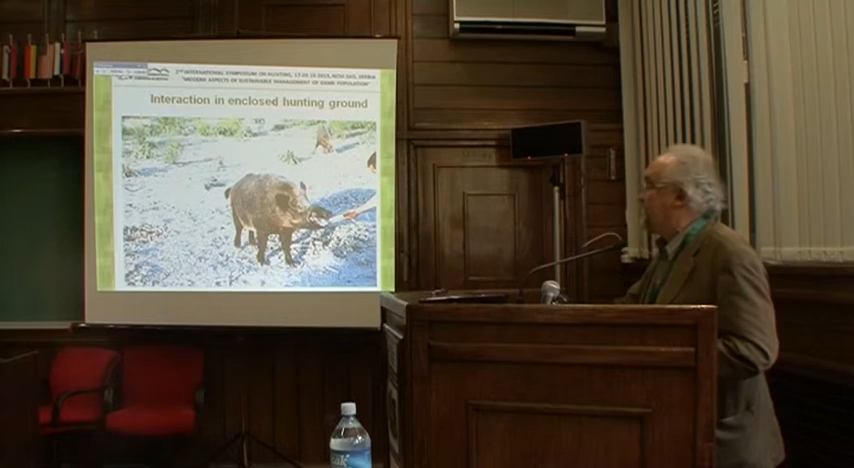 2nd INTERNATIONAL SYMPOSIUM ON HUNTING, 17-20.10.2013, NOVI SAD, SERBIA
"MODERN ASPECTS OF SUSTAINABLE MANAGEMENT OF GAME POPULATION"
Interaction in enclosed hunting ground